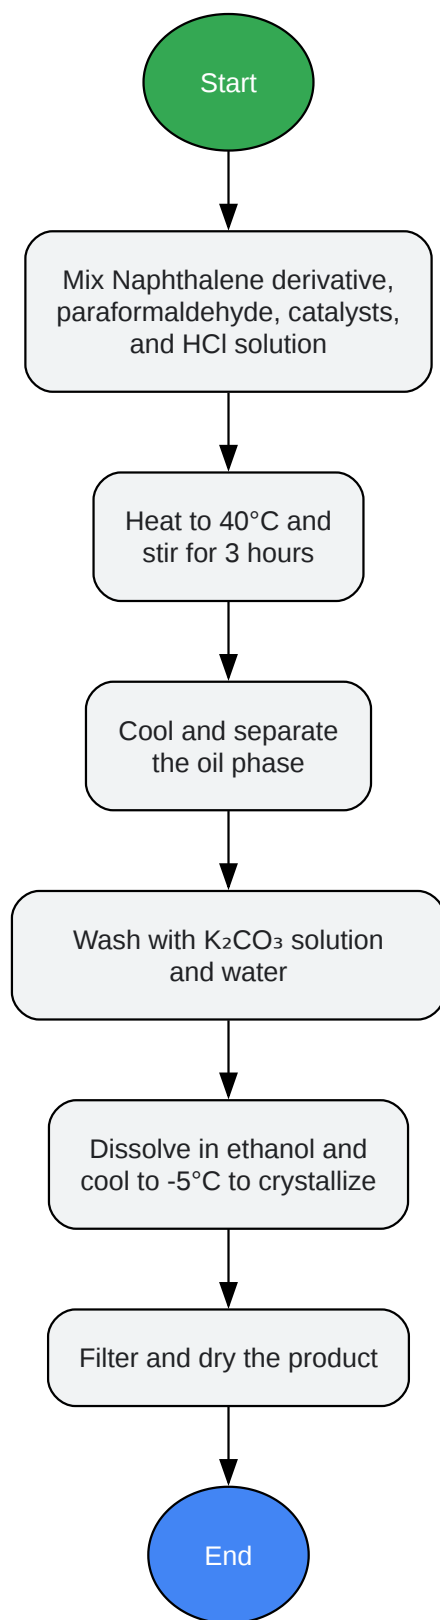 Start
Mix Naphthalene derivative,
paraformaldehyde, catalysts,
and HCl solution
Heat to 40°C and
stir for 3 hours
Cool and separate
the oil phase
Wash with K₂CO₃ solution
and water
Dissolve in ethanol and
cool to -5°C to crystallize
Filter and dry the product
End